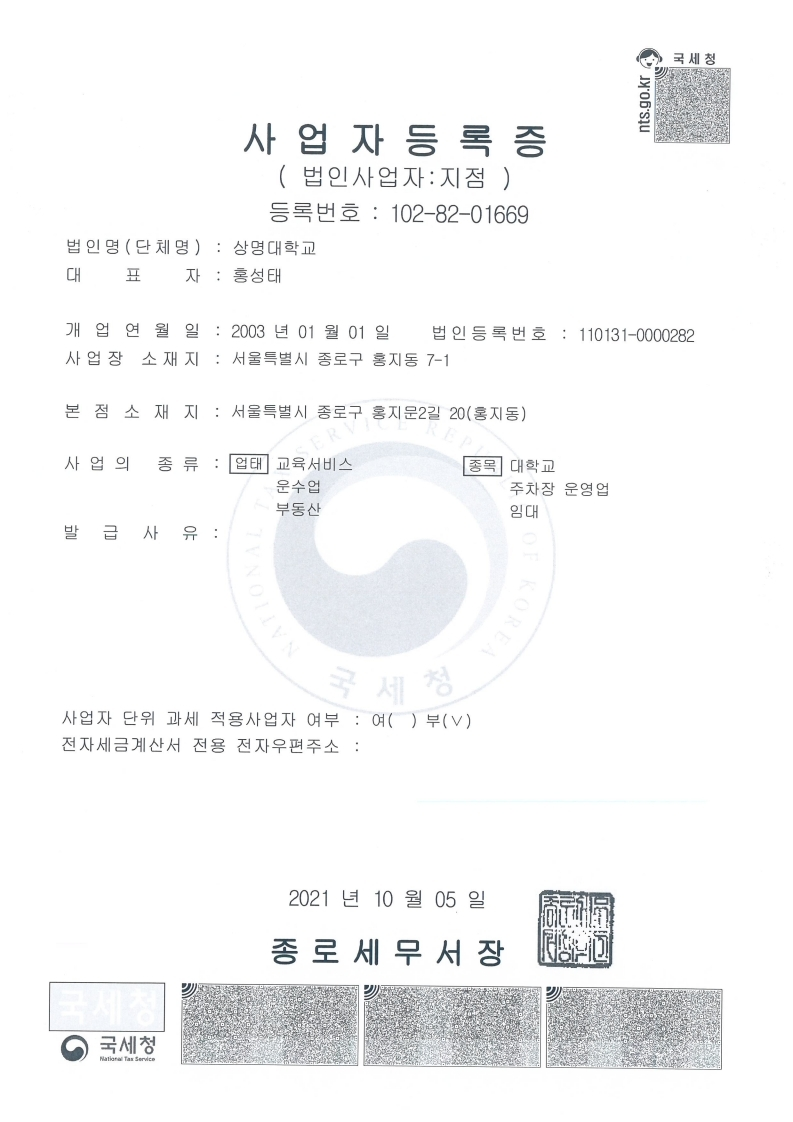 국세청
nts.go.kr
사업자등록증
( 법인사업자:지점 )
등록번호 : 102-82-01669
법인명(단체명) : 상명대학교
대 표 자 : 홍성태
개 업 연 월 일 : 2003 년 01 월 01 일 법인등록번호 : 110131-0000282
사업장 소재지 : 서울특별시 종로구 홍지동 7-1
본 점 소 재 지 : 서울특별시 종로구 홍지문2길 20(홍지동)
사업의 종류 : 업태 교육서비스 종목 대학교
운수업 주차장 운영업
부동산 임대
발 급 사 유 :
NATIONAL TAX SERVICE REPUBLIC OF KOREA
국세청
사업자 단위 과세 적용사업자 여부 : 여( ) 부(∨)
전자세금계산서 전용 전자우편주소 :
2021 년 10 월 05 일
종로세무서장
국세청
국세청
National Tax Service